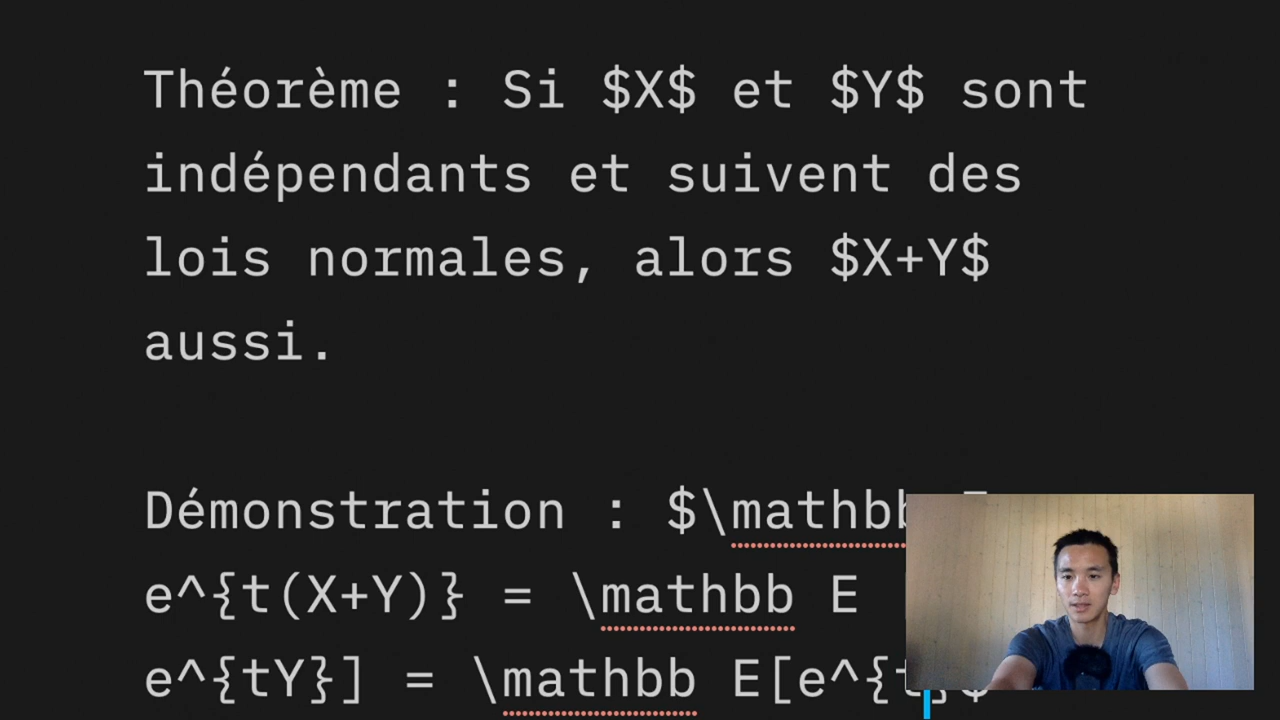 Théorème : Si $X$ et $Y$ sont
indépendants et suivent des
lois normales, alors $X+Y$
aussi.
Démonstration : $\mathbb
e^{t(X+Y)} = \mathbb E
e^{tY}] = \mathbb E[e^{t}$